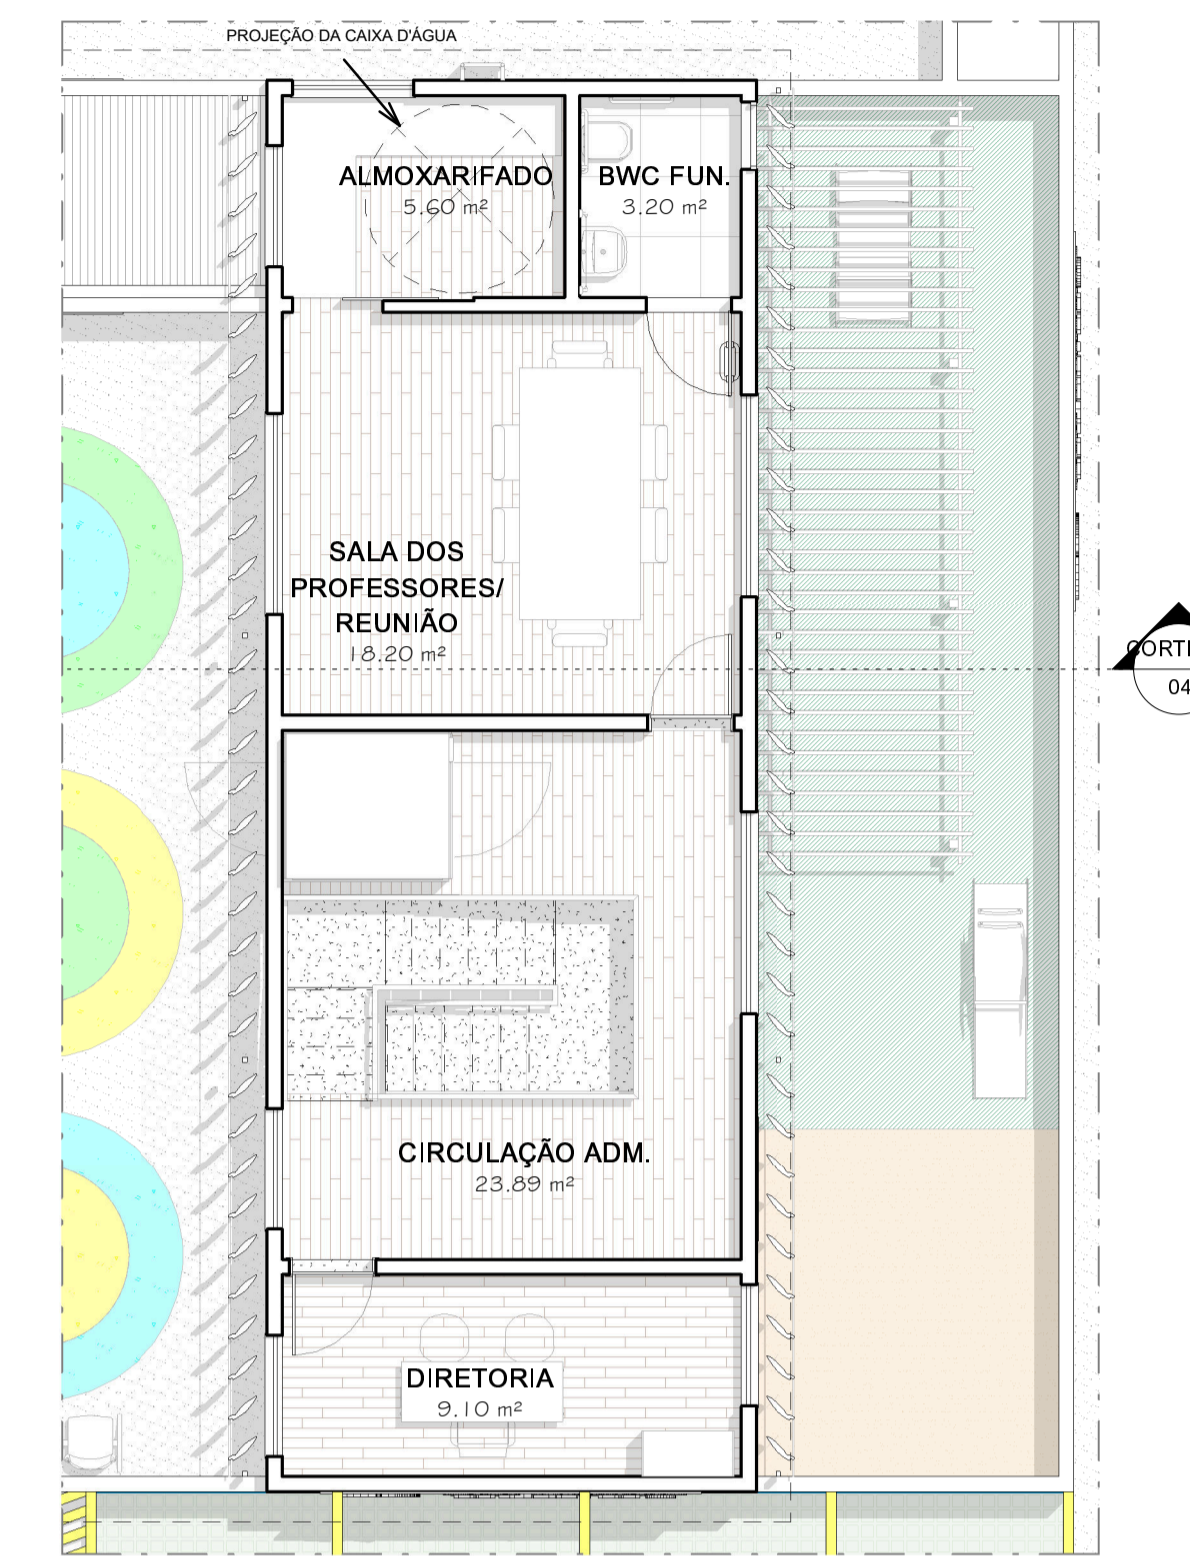 PROJEÇÃO DA CAIXA D'ÁGUA
ALMOXARIFADO
5.60 m²
BWC FUN.
3.20 m²
SALA DOS
PROFESSORES/
REUNIÃO
18.20 m²
04
CIRCULAÇÃO ADM.
23.89 m²
DIRETORIA
9.10 m²